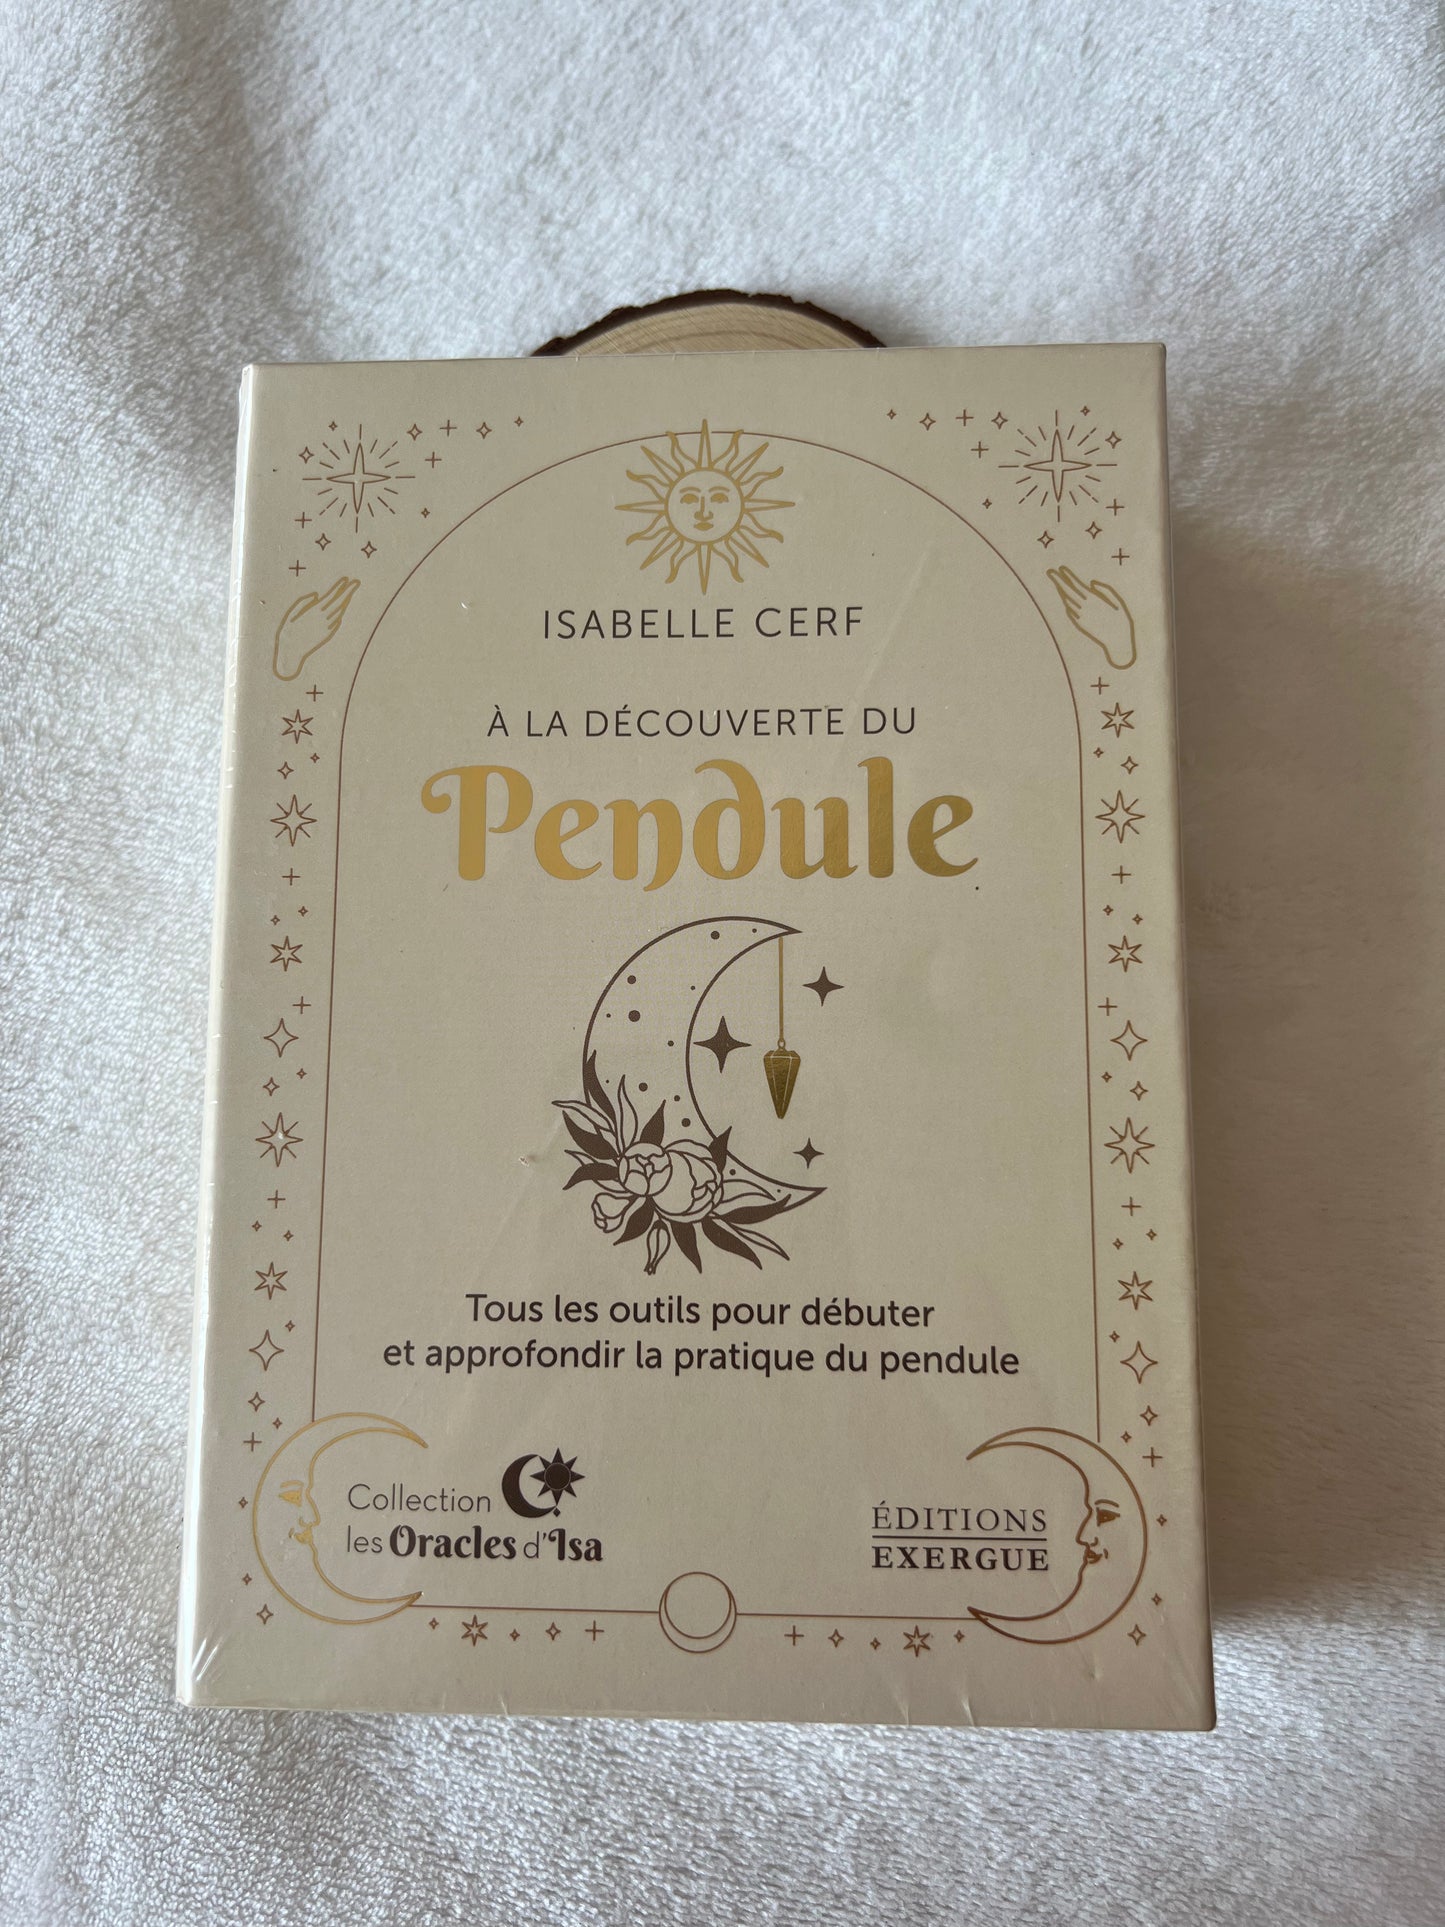 ISABELLE CERF
À LA DÉCOUVERTE DU
Pendule
Tous les outils pour débuter
et approfondir la pratique du pendule
Collection
les Oracles d'Isa
ÉDITIONS
EXERGUE